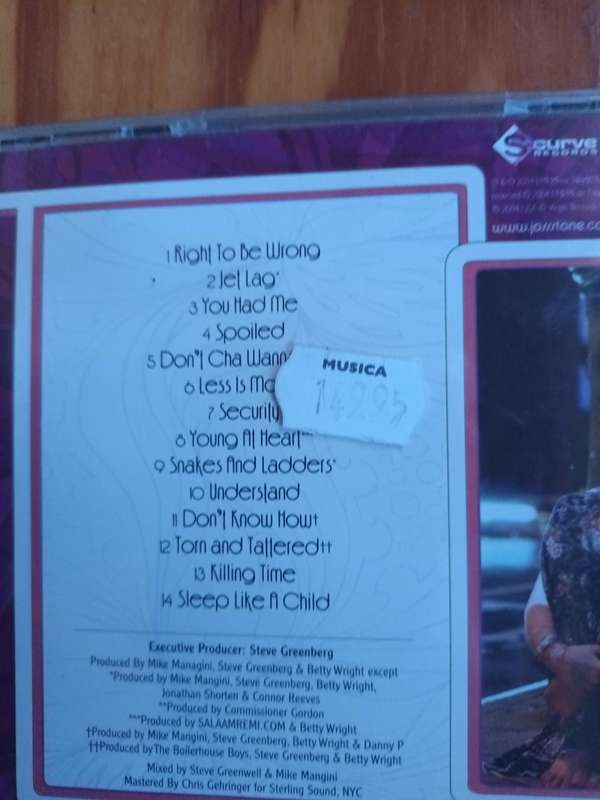 S-curve
RECORDS
www.jossstone.co
1 Right To Be Wrong
2 Jet Lag*
3 You Had Me
4 Spoiled
5 Don't Cha Wann
6 Less Is Mo
7 Security
8 Young At Heart***
9 Snakes And Ladders*
10 Understand
11 Don't Know How†
12 Torn and Tattered††
13 Killing Time
14 Sleep Like A Child
MUSICA
149.95
Executive Producer: Steve Greenberg
Produced By Mike Managini, Steve Greenberg & Betty Wright except
*Produced by Mike Mangini, Steve Greenberg, Betty Wright,
Jonathan Shorten & Connor Reeves
**Produced by Commissioner Gordon
***Produced by SALAAMREMI.COM & Betty Wright
†Produced by Mike Mangini, Steve Greenberg, Betty Wright & Danny P
††Produced by The Boilerhouse Boys, Steve Greenberg & Betty Wright
Mixed by Steve Greenwell & Mike Mangini
Mastered By Chris Gehringer for Sterling Sound, NYC